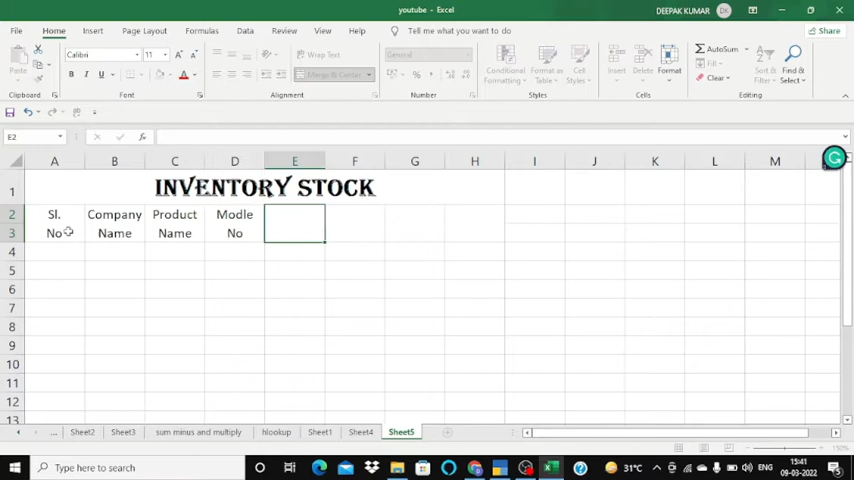 youtube - Excel
DEEPAK KUMAR
DK
File Home Insert Page Layout Formulas Data Review View Help Tell me what you want to do Share
Calibri 11 Wrap Text General AutoSum
Paste Merge & Center Conditional Formatting Format as Table Cell Styles Insert Delete Format Fill Clear Sort & Filter Find & Select
Clipboard Font Alignment Number Styles Cells Editing
E2
A B C D E F G H I J K L M
1 INVENTORY STOCK
2 Sl. Company Product Modle
3 No Name Name No
4
5
6
7
8
9
10
11
12
13
... Sheet2 Sheet3 sum minus and multiply hlookup Sheet1 Sheet4 Sheet5
150%
Type here to search
31°C ENG 15:41
09-03-2022